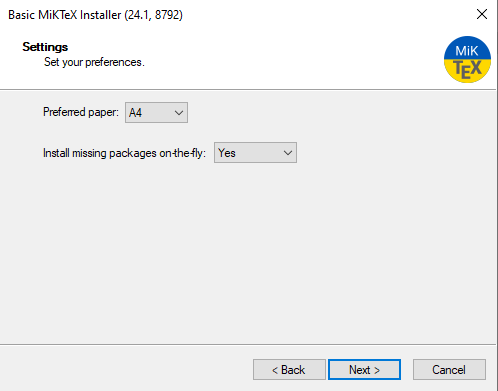 Basic MiKTeX Installer (24.1, 8792)
Settings
Set your preferences.
MiK
TEX
Preferred paper: A4
Install missing packages on-the-fly: Yes
< Back Next > Cancel